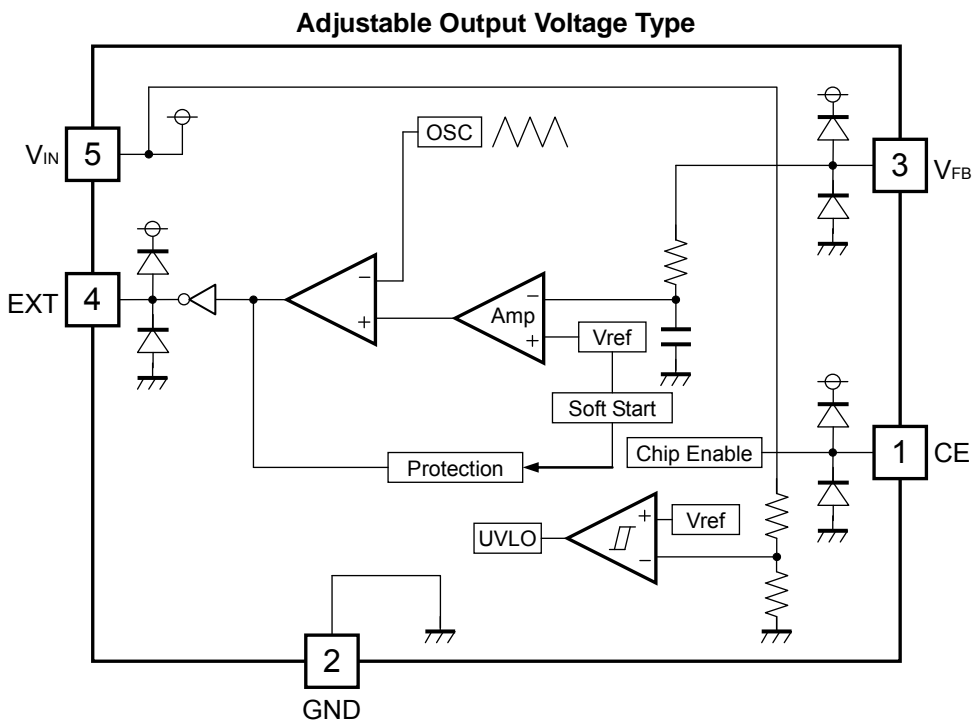 Adjustable Output Voltage Type
OSC
5
VIN
3
VFB
4
EXT
−
+
Amp
−
+
Vref
Soft Start
Chip Enable
1
CE
Protection
UVLO
+
−
Vref
2
GND